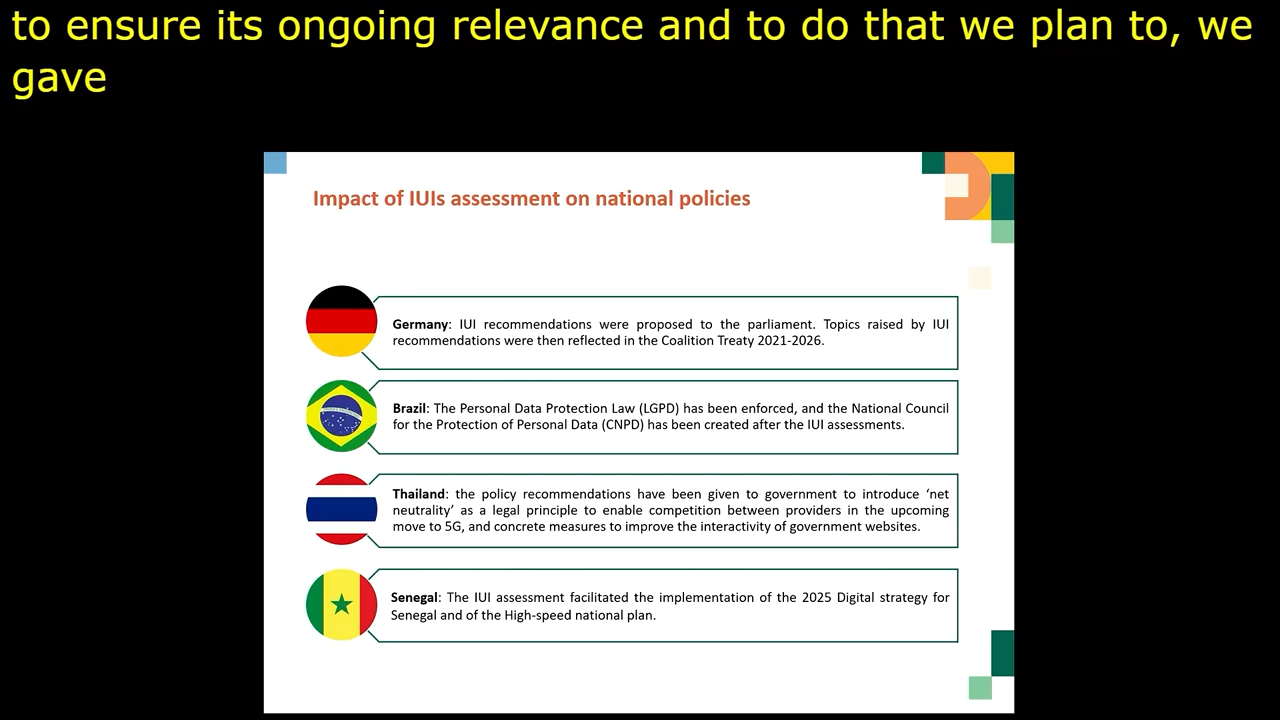 to ensure its ongoing relevance and to do that we plan to, we
gave
Impact of IUIs assessment on national policies
Germany: IUI recommendations were proposed to the parliament. Topics raised by IUI
recommendations were then reflected in the Coalition Treaty 2021-2026.
Brazil: The Personal Data Protection Law (LGPD) has been enforced, and the National Council
for the Protection of Personal Data (CNPD) has been created after the IUI assessments.
Thailand: the policy recommendations have been given to government to introduce ‘net
neutrality’ as a legal principle to enable competition between providers in the upcoming
move to 5G, and concrete measures to improve the interactivity of government websites.
Senegal: The IUI assessment facilitated the implementation of the 2025 Digital strategy for
Senegal and of the High-speed national plan.